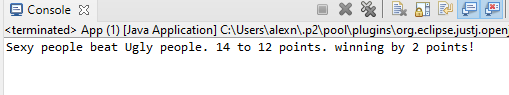 Console
<terminated> App (1) [Java Application] C:\Users\alexn\.p2\pool\plugins\org.eclipse.justj.open
Sexy people beat Ugly people. 14 to 12 points. winning by 2 points!